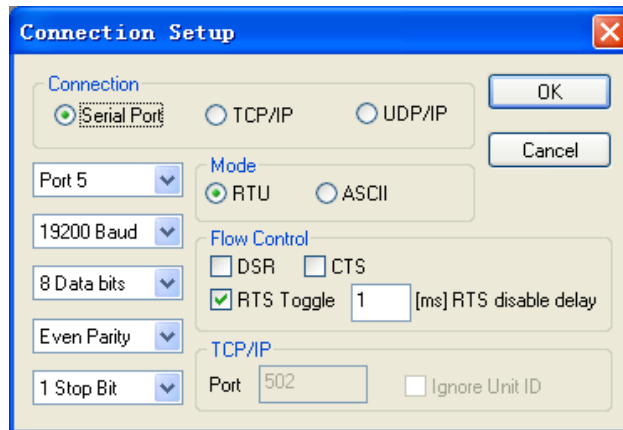 Connection Setup
Connection
Serial Port TCP/IP UDP/IP
OK
Cancel
Port 5
19200 Baud
8 Data bits
Even Parity
1 Stop Bit
Mode
RTU ASCII
Flow Control
DSR CTS
RTS Toggle 1 [ms] RTS disable delay
TCP/IP
Port 502 Ignore Unit ID